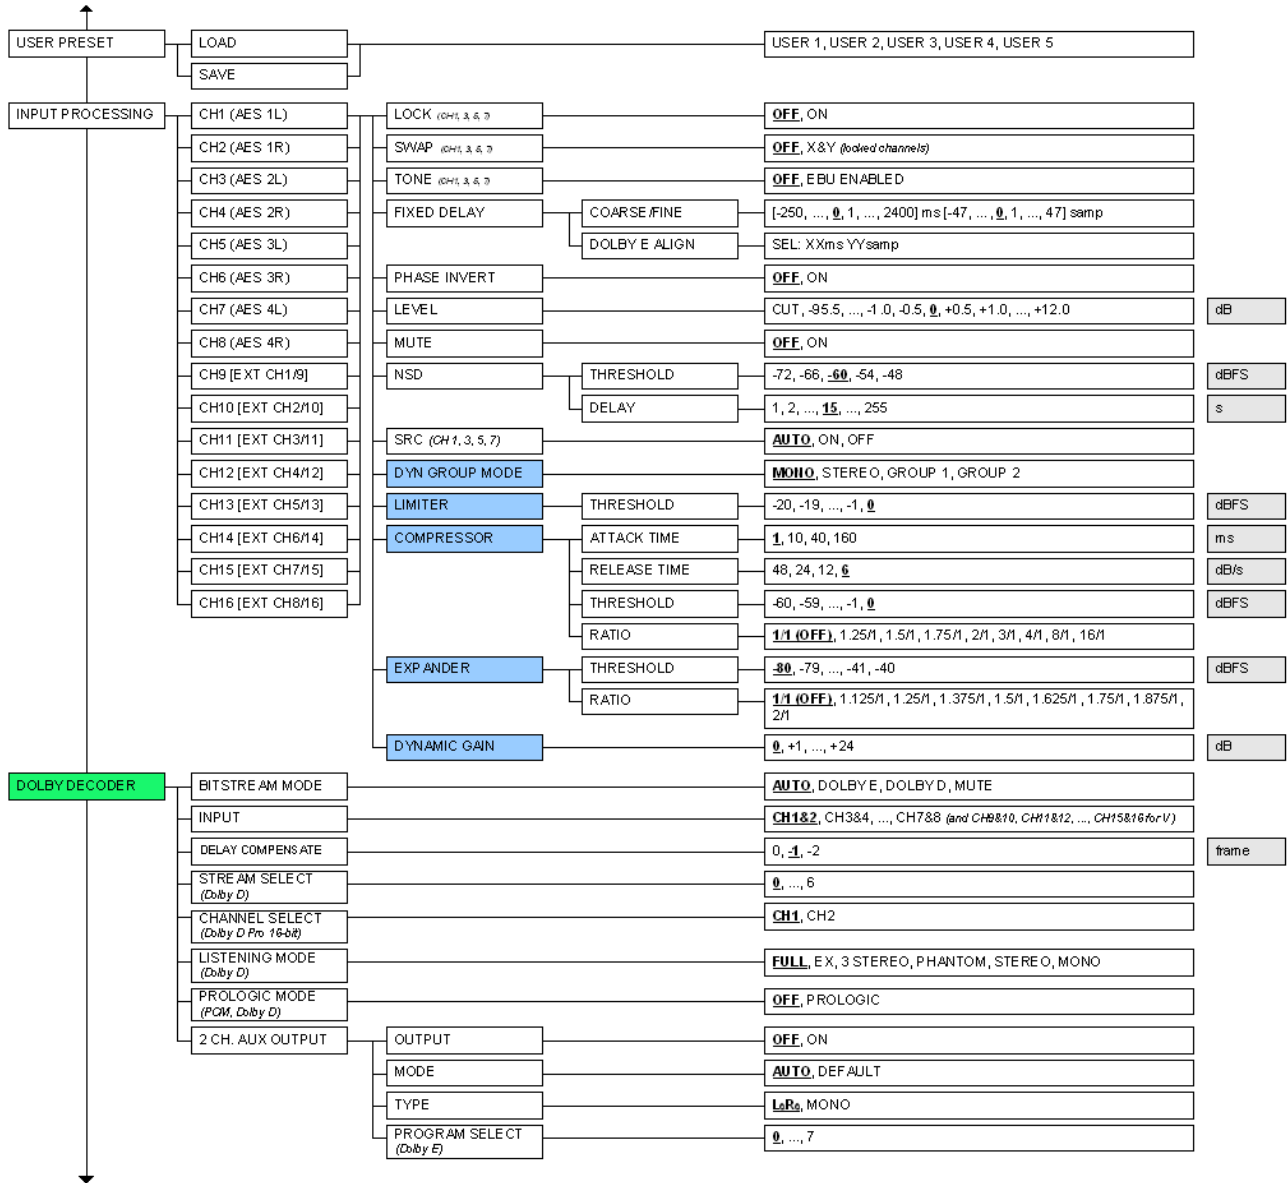 USER PRESET LOAD USER 1, USER 2, USER 3, USER 4, USER 5
SAVE
INPUT PROCESSING CH1 (AES 1L) LOCK (CH1, 3, 5, 7) OFF, ON
CH2 (AES 1R) SWAP (CH1, 3, 5, 7) OFF, X&Y (locked channels)
CH3 (AES 2L) TONE (CH1, 3, 5, 7) OFF, EBU ENABLED
CH4 (AES 2R) FIXED DELAY COARSE/FINE [-250, ..., 0, 1, ..., 2400] ms [-47, ..., 0, 1, ..., 47] samp
CH5 (AES 3L) DOLBY E ALIGN SEL: XXms YYsamp
CH6 (AES 3R) PHASE INVERT OFF, ON
CH7 (AES 4L) LEVEL CUT, -95.5, ..., -1.0, -0.5, 0, +0.5, +1.0, ..., +12.0 dB
CH8 (AES 4R) MUTE OFF, ON
CH9 [EXT CH1/9] NSD THRESHOLD -72, -66, -60, -54, -48 dBFS
CH10 [EXT CH2/10] DELAY 1, 2, ..., 15, ..., 255 s
CH11 [EXT CH3/11] SRC (CH1, 3, 5, 7) AUTO, ON, OFF
CH12 [EXT CH4/12] DYN GROUP MODE MONO, STEREO, GROUP 1, GROUP 2
CH13 [EXT CH5/13] LIMITER THRESHOLD -20, -19, ..., -1, 0 dBFS
CH14 [EXT CH6/14] COMPRESSOR ATTACK TIME 1, 10, 40, 160 ms
CH15 [EXT CH7/15] RELEASE TIME 48, 24, 12, 6 dB/s
CH16 [EXT CH8/16] THRESHOLD -60, -59, ..., -1, 0 dBFS
RATIO 1/1 (OFF), 1.25/1, 1.5/1, 1.75/1, 2/1, 3/1, 4/1, 8/1, 16/1
EXPANDER THRESHOLD -80, -79, ..., -41, -40 dBFS
RATIO 1/1 (OFF), 1.125/1, 1.25/1, 1.375/1, 1.5/1, 1.625/1, 1.75/1, 1.875/1,
2/1
DYNAMIC GAIN 0, +1, ..., +24 dB
DOLBY DECODER BITSTREAM MODE AUTO, DOLBY E, DOLBY D, MUTE
INPUT CH1&2, CH3&4, ..., CH7&8 (and CH9&10, CH11&12, ..., CH15&16 for V)
DELAY COMPENSATE 0, -1, -2 frame
STREAM SELECT 0, ..., 6
(Dolby D)
CHANNEL SELECT CH1, CH2
(Dolby D Pro 16-bit)
LISTENING MODE FULL, EX, 3 STEREO, PHANTOM, STEREO, MONO
(Dolby D)
PROLOGIC MODE OFF, PROLOGIC
(PCM, Dolby D)
2 CH. AUX OUTPUT OUTPUT OFF, ON
MODE AUTO, DEFAULT
TYPE LoRo, MONO
PROGRAM SELECT 0, ..., 7
(Dolby E)